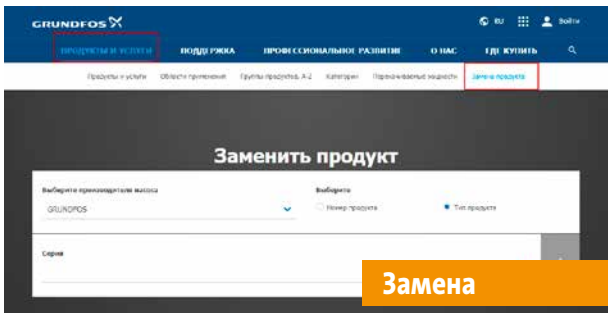 GRUNDFOS
RU
Войти
ПРОДУКТЫ И УСЛУГИ ПОДДЕРЖКА ПРОФЕССИОНАЛЬНОЕ РАЗВИТИЕ О НАС ГДЕ КУПИТЬ
Продукты и услуги Области применения Группы продуктов, A-Z Категории Перекачиваемые жидкости Замена продукта
Заменить продукт
Выберите производителя насоса Выберите
GRUNDFOS Номер продукта Тип продукта
Серия
Замена